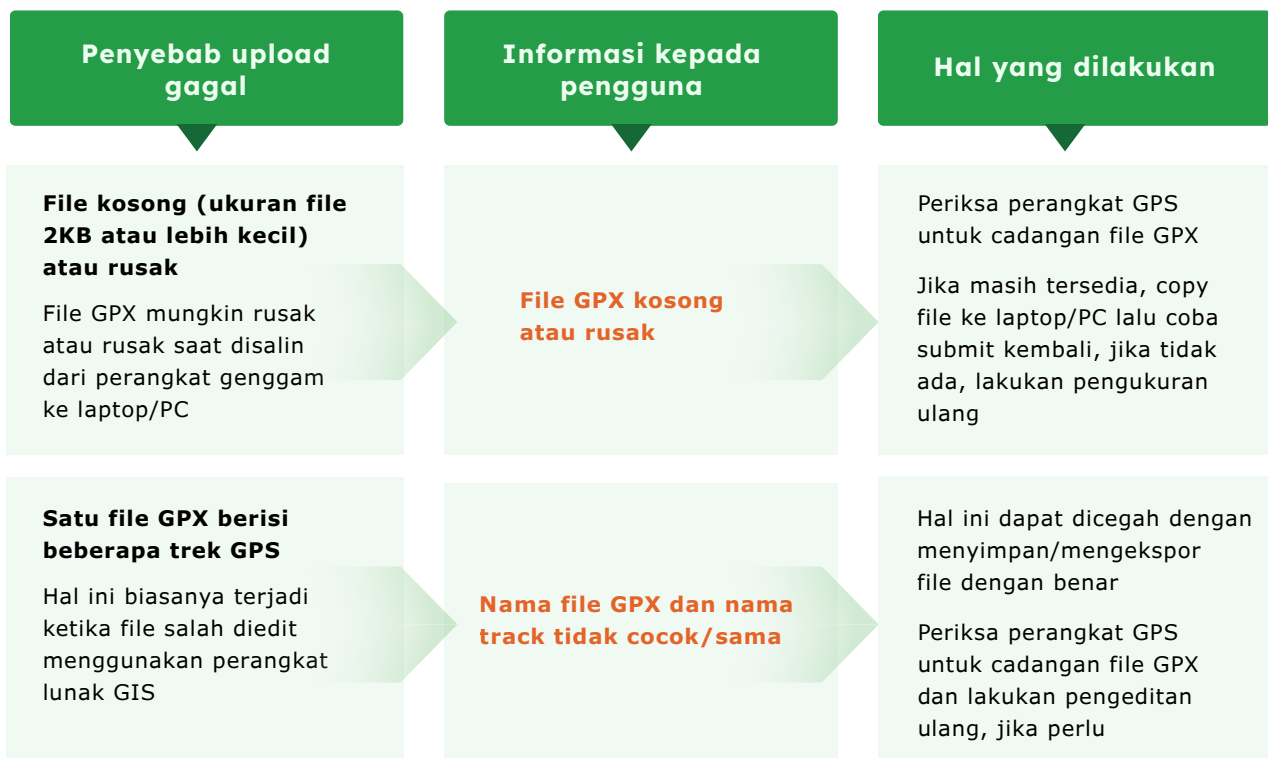 Penyebab upload
gagal
Informasi kepada
pengguna
Hal yang dilakukan
File kosong (ukuran file
2KB atau lebih kecil)
atau rusak
File GPX mungkin rusak
atau rusak saat disalin
dari perangkat genggam
ke laptop/PC
File GPX kosong
atau rusak
Periksa perangkat GPS
untuk cadangan file GPX
Jika masih tersedia, copy
file ke laptop/PC lalu coba
submit kembali, jika tidak
ada, lakukan pengukuran
ulang
Satu file GPX berisi
beberapa trek GPS
Hal ini biasanya terjadi
ketika file salah diedit
menggunakan perangkat
lunak GIS
Nama file GPX dan nama
track tidak cocok/sama
Hal ini dapat dicegah dengan
menyimpan/mengekspor
file dengan benar
Periksa perangkat GPS
untuk cadangan file GPX
dan lakukan pengeditan
ulang, jika perlu